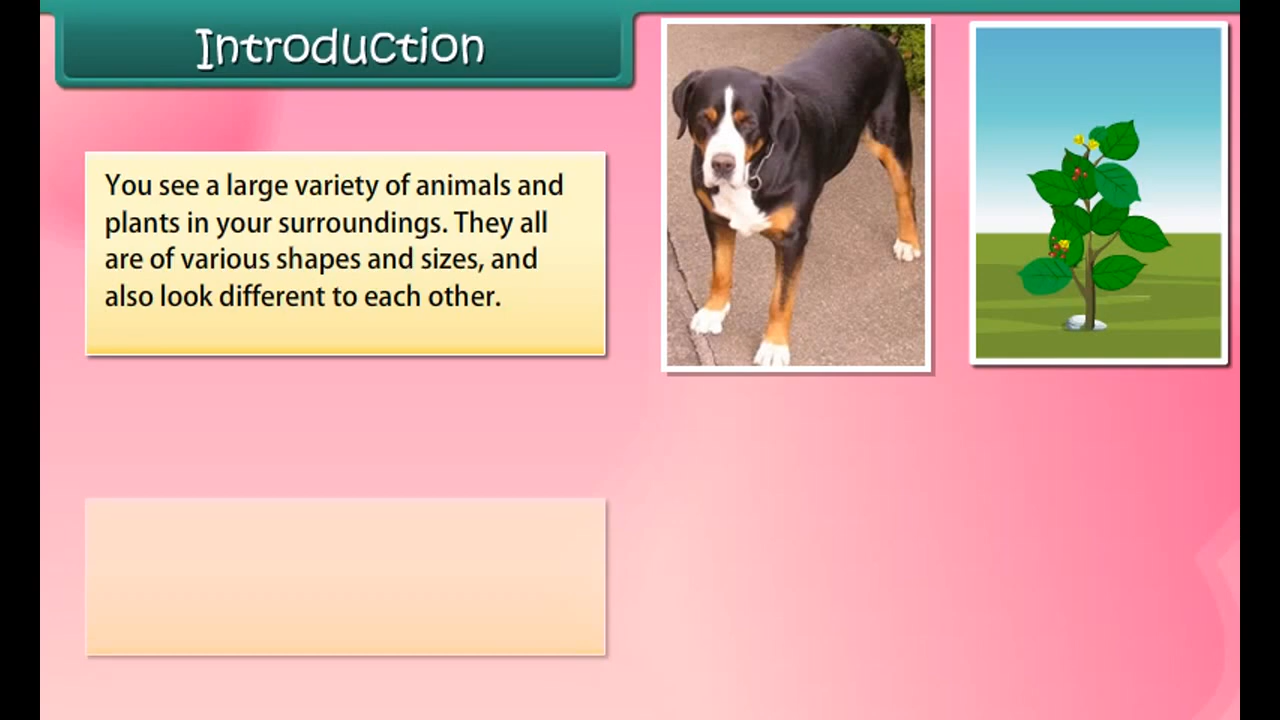 Introduction
You see a large variety of animals and
plants in your surroundings. They all
are of various shapes and sizes, and
also look different to each other.